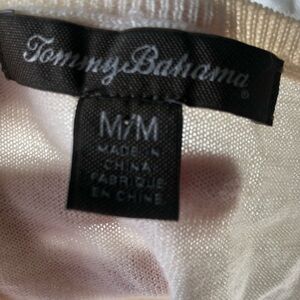 Tommy Bahama®
M/M
MADE IN
CHINA
FABRIQUÉ
EN CHINE